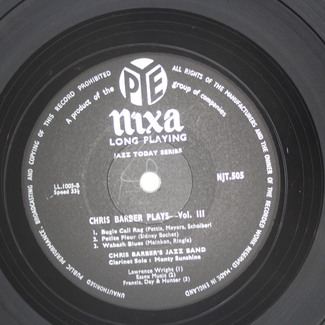 ALL RIGHTS OF THE MANUFACTURERS AND OF THE OWNER OF THE RECORDED WORK RESERVED
UNAUTHORISED PUBLIC PERFORMANCE, BROADCASTING AND COPYING OF THIS RECORD PROHIBITED
PYE
A product of the group of companies
nixa
LONG PLAYING
JAZZ TODAY SERIES
LL.1005-B
Speed 33⅓
NJT.505
CHRIS BARBER PLAYS—Vol. III
1. Bugle Call Rag (Pettis, Meyers, Schoebel)
2. Petite Fleur (Sidney Bechet)
3. Wabash Blues (Meinken, Ringle)
CHRIS BARBER'S JAZZ BAND
Clarinet Solo : Monty Sunshine
Lawrence Wright (1)
Essex Music (2)
Francis, Day & Hunter (3)
MADE IN ENGLAND